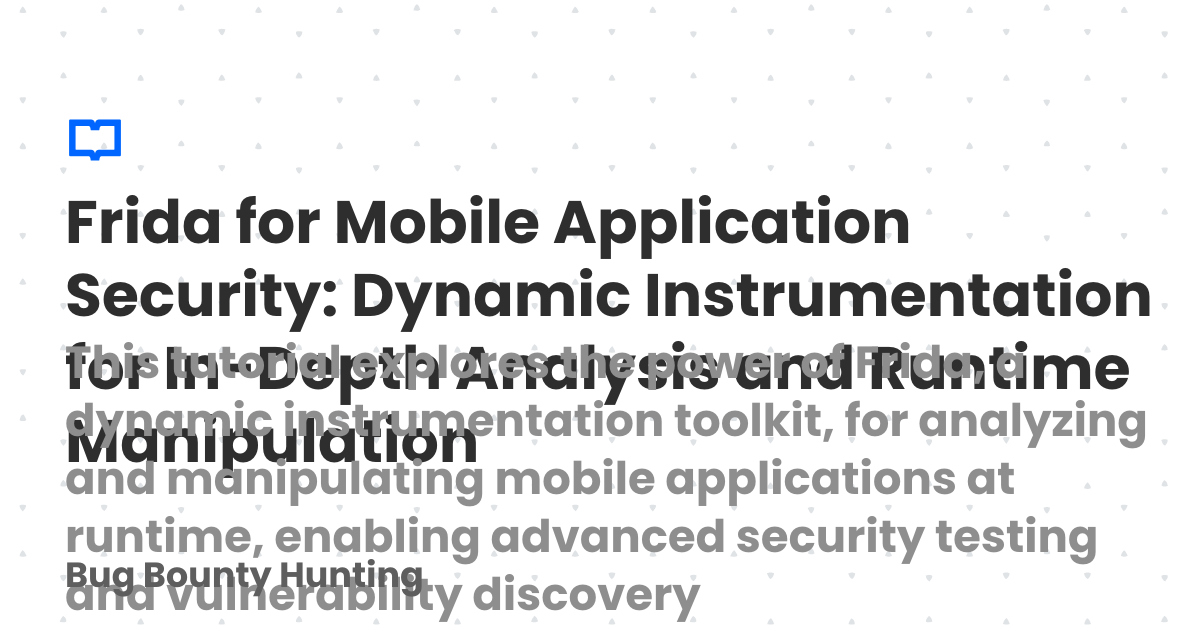 Frida for Mobile Application
Security: Dynamic Instrumentation
for In-Depth Analysis and Runtime
Manipulation
This tutorial explores the power of Frida, a
dynamic instrumentation toolkit, for analyzing
and manipulating mobile applications at
runtime, enabling advanced security testing
and vulnerability discovery
Bug Bounty Hunting